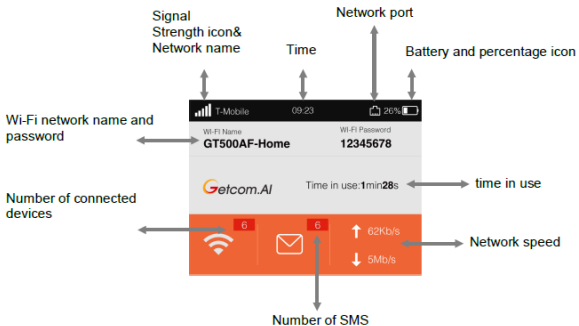 Signal
Strength icon&
Network name
Time
Network port
Battery and percentage icon
T-Mobile 09:23 26%
Wi-Fi network name and
password
WI-FI Name WI-FI Password
GT500AF-Home 12345678
Getcom.AI Time in use:1min28s
time in use
Number of connected
devices
6 6 62Kb/s
5Mb/s
Network speed
Number of SMS